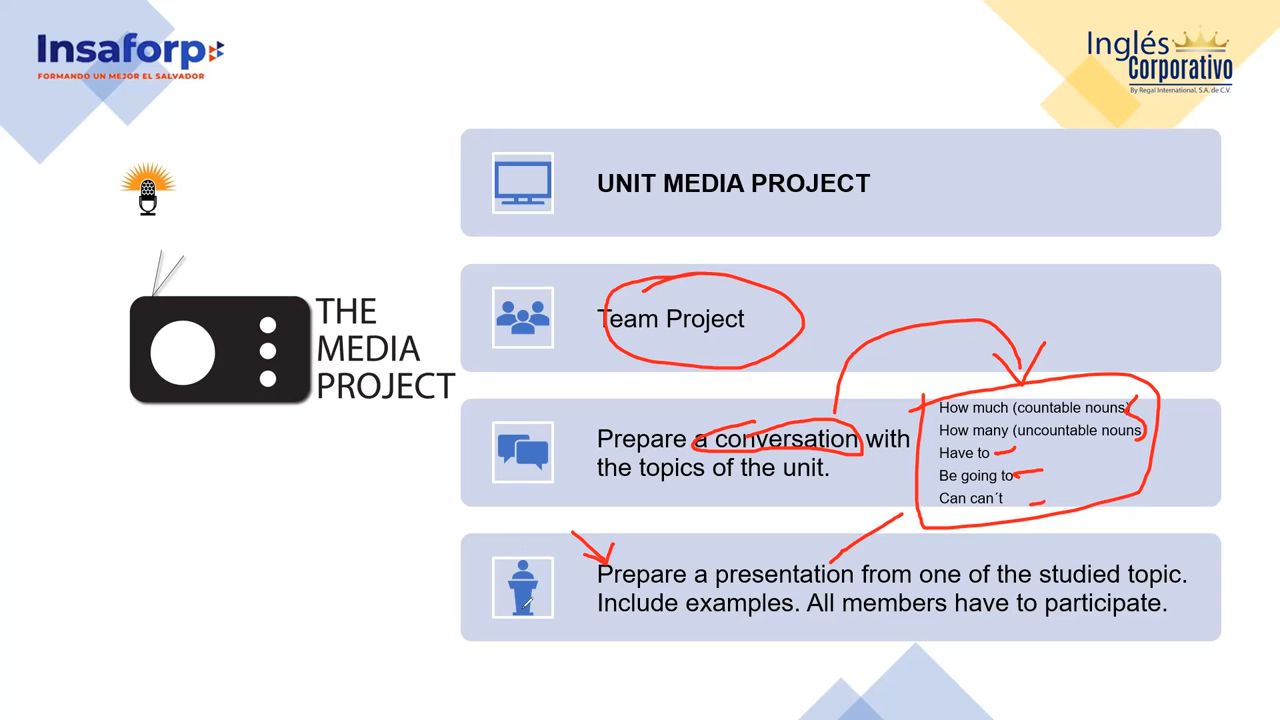 Insaforp
FORMANDO UN MEJOR EL SALVADOR
Inglés
Corporativo
By Regal International, S.A. de C.V.
THE
MEDIA
PROJECT
UNIT MEDIA PROJECT
Team Project
Prepare a conversation with
the topics of the unit.
How much (countable nouns)
How many (uncountable nouns
Have to
Be going to
Can can´t
Prepare a presentation from one of the studied topic.
Include examples. All members have to participate.